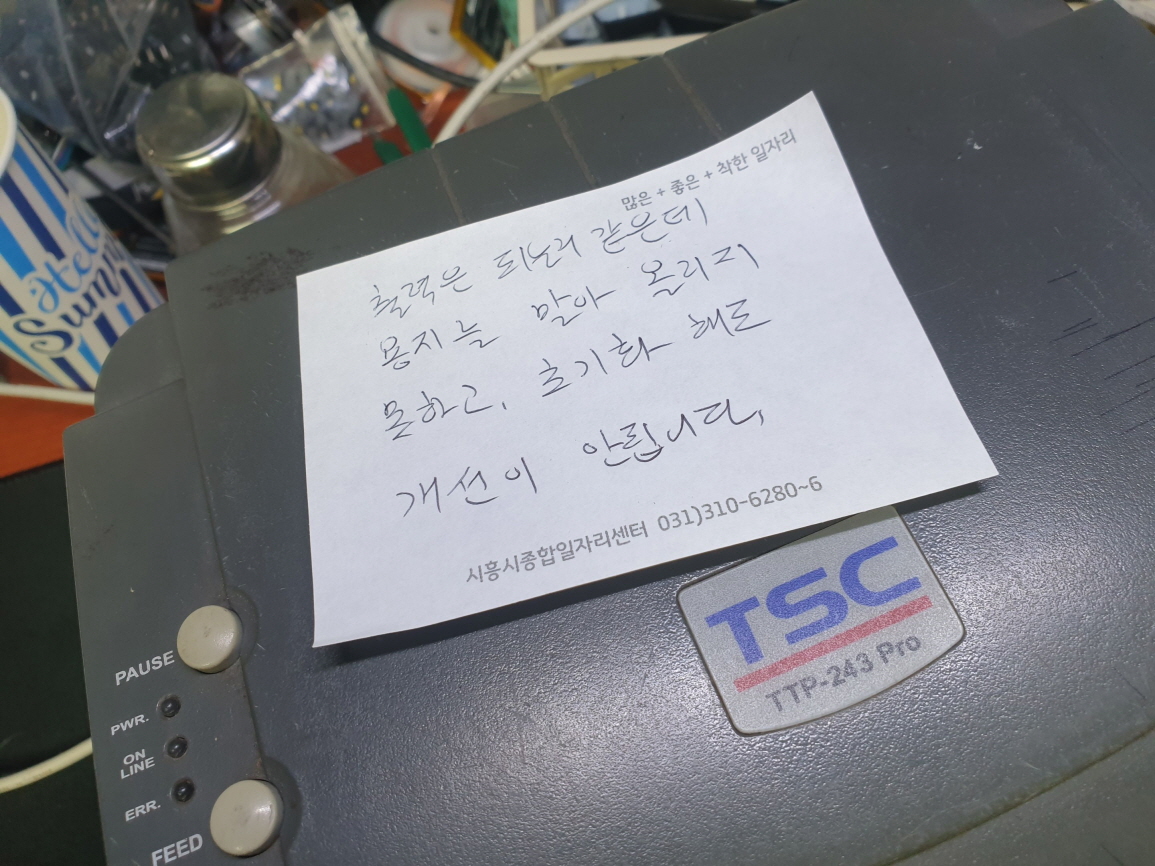 많은 + 좋은 + 착한 일자리
출력은 되는거 같은데
용지를 말아 올리지
못하고, 초기화 해도
개선이 안됩니다.
시흥시종합일자리센터 031)310-6280~6
TSC
TTP-243 Pro
PAUSE
PWR.
ON
LINE
ERR.
FEED
Hello
Summ